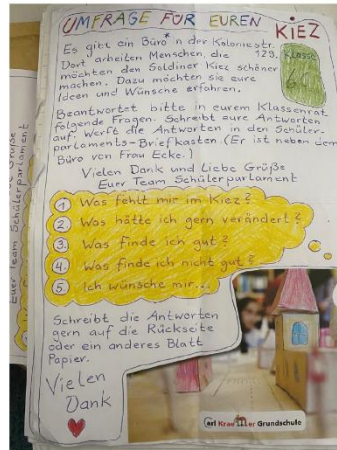 UMFRAGE FÜR EUREN KIEZ
Es gibt ein Büro* in der Koloniestr.
129.
Klasse
Dort arbeiten Menschen, die
möchten den Soldiner Kiez schöner
machen. Dazu möchten sie eure
Ideen und Wünsche erfahren.
Beantwortet bitte in eurem Klassenrat
folgende Fragen. Schreibt eure Antworten
auf. Werft die Antworten in den Schüler-
parlaments-Briefkasten. (Er ist neben dem
Büro von Frau Ecke.)
Vielen Dank und Liebe Grüße
Euer Team Schülerparlament
1. Was fehlt mir im Kiez?
2. Was hätte ich gern verändert?
3. Was finde ich gut?
4. Was finde ich nicht gut?
5. Ich wünsche mir...
Schreibt die Antworten
gern auf die Rückseite
oder ein anderes Blatt
Papier.
Vielen
Dank
Carl Kraemer Grundschule
Euer Team Schülerparlament